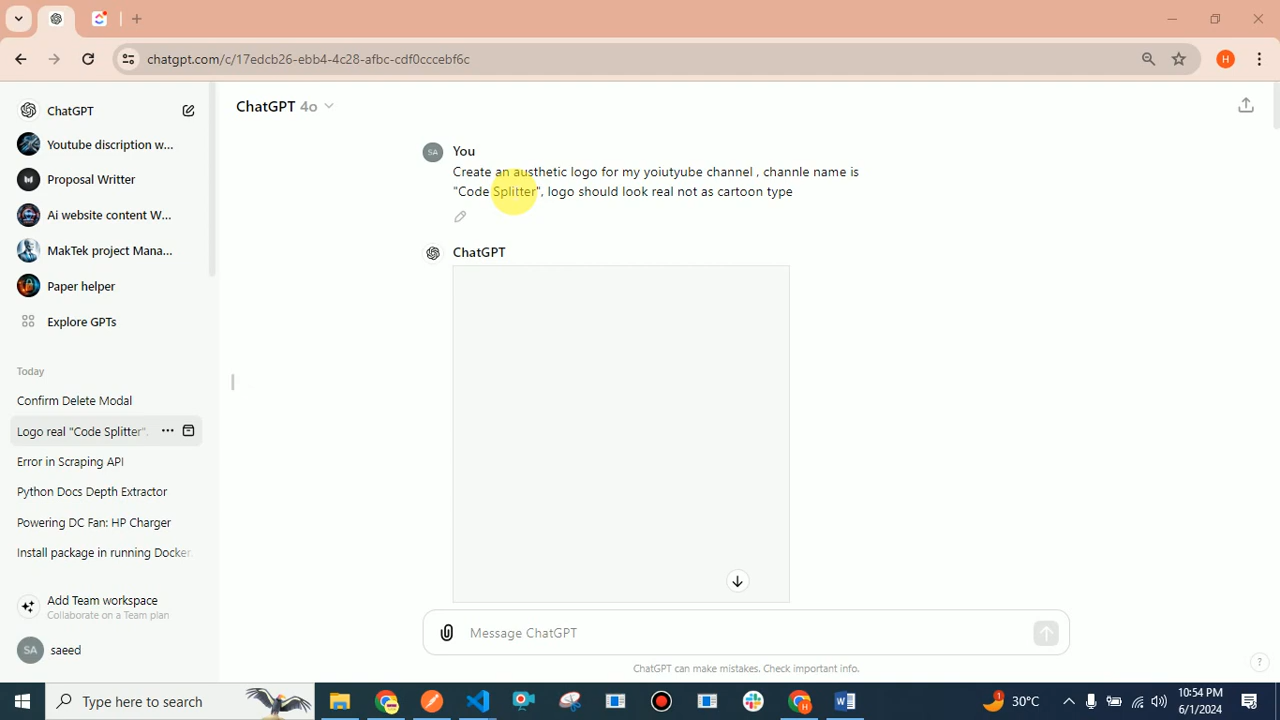 chatgpt.com/c/17edcb26-ebb4-4c28-afbc-cdf0cccebf6c
H
ChatGPT
Youtube discription w...
Proposal Writter
Ai website content W...
MakTek project Mana...
Paper helper
Explore GPTs
Today
Confirm Delete Modal
Logo real "Code Splitter".
Error in Scraping API
Python Docs Depth Extractor
Powering DC Fan: HP Charger
Install package in running Docker
Add Team workspace
Collaborate on a Team plan
SA saeed
ChatGPT 4o
SA You
Create an austhetic logo for my yoiutyube channel , channle name is
"Code Splitter", logo should look real not as cartoon type
ChatGPT
Message ChatGPT
ChatGPT can make mistakes. Check important info.
?
Type here to search
30°C
10:54 PM
6/1/2024